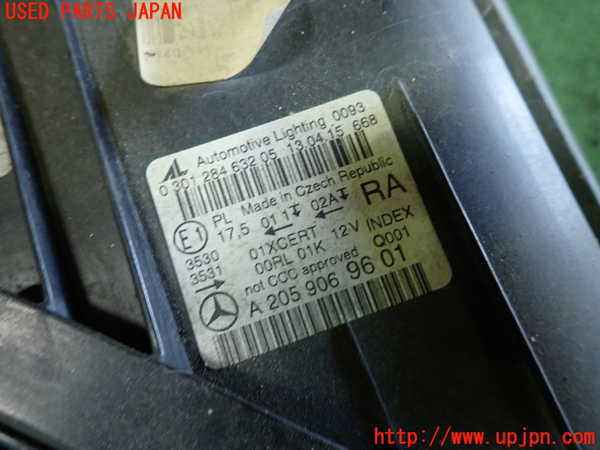 USED PARTS JAPAN
AL Automotive Lighting 0093
0 301 284 632 05 13.04.15 668
Made in Czech Republic
E1 PL 17,5 01 1 ← 02A RA
3530 01XCERT 12V INDEX
3531 → 00RL 01K Q001
not CCC approved
A 205 906 96 01
http://www.upjpn.com/